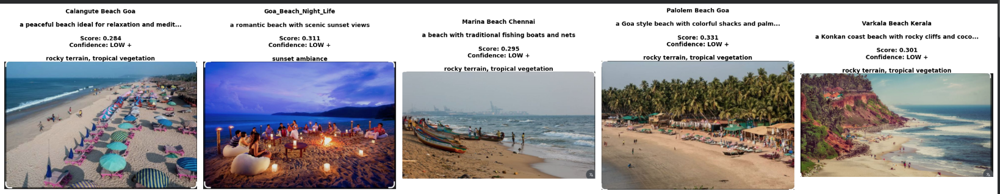 Calangute Beach Goa
a peaceful beach ideal for relaxation and medit...
Score: 0.284
Confidence: LOW +
rocky terrain, tropical vegetation
Goa_Beach_Night_Life
a romantic beach with scenic sunset views
Score: 0.311
Confidence: LOW +
sunset ambiance
Marina Beach Chennai
a beach with traditional fishing boats and nets
Score: 0.295
Confidence: LOW +
rocky terrain, tropical vegetation
Palolem Beach Goa
a Goa style beach with colorful shacks and palm...
Score: 0.331
Confidence: LOW +
rocky terrain, tropical vegetation
Varkala Beach Kerala
a Konkan coast beach with rocky cliffs and coco...
Score: 0.301
Confidence: LOW +
rocky terrain, tropical vegetation